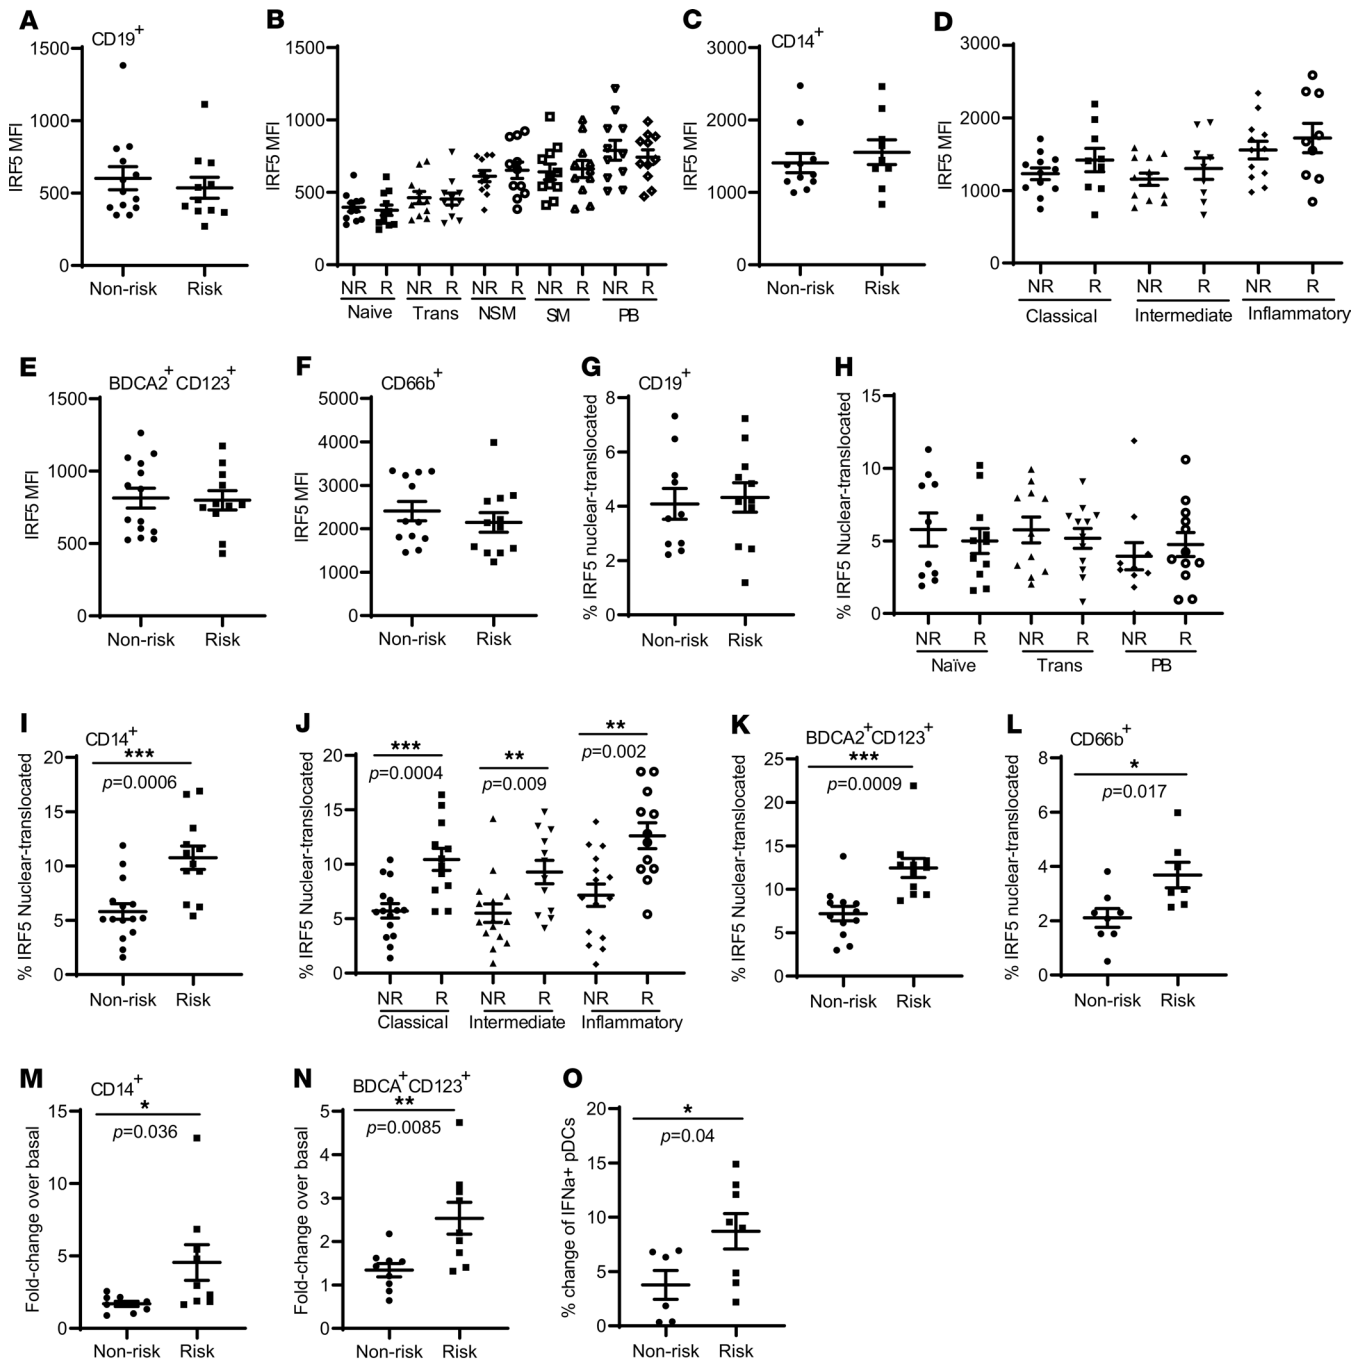 A
CD19+
IRF5 MFI
1500
1000
500
0
Non-risk Risk
B
IRF5 MFI
1500
1000
500
0
NR R NR R NR R NR R NR R
Naive Trans NSM SM PB
C
CD14+
IRF5 MFI
3000
2000
1000
0
Non-risk Risk
D
IRF5 MFI
3000
2000
1000
0
NR R NR R NR R
Classical Intermediate Inflammatory
E
BDCA2+ CD123+
IRF5 MFI
1500
1000
500
0
Non-risk Risk
F
CD66b+
IRF5 MFI
5000
4000
3000
2000
1000
0
Non-risk Risk
G
CD19+
% IRF5 nuclear-translocated
8
6
4
2
0
Non-risk Risk
H
% IRF5 Nuclear-translocated
15
10
5
0
NR R NR R NR R
Naïve Trans PB
I
CD14+
***
p=0.0006
% IRF5 Nuclear-translocated
20
15
10
5
0
Non-risk Risk
J
***
p=0.0004
**
p=0.009
**
p=0.002
% IRF5 Nuclear-translocated
20
15
10
5
0
NR R NR R NR R
Classical Intermediate Inflammatory
K
BDCA2+CD123+
***
p=0.0009
% IRF5 Nuclear-translocated
25
20
15
10
5
0
Non-risk Risk
L
CD66b+
*
p=0.017
% IRF5 nuclear-translocated
8
6
4
2
0
Non-risk Risk
M
CD14+
*
p=0.036
Fold-change over basal
15
10
5
0
Non-risk Risk
N
BDCA+CD123+
**
p=0.0085
Fold-change over basal
5
4
3
2
1
0
Non-risk Risk
O
*
p=0.04
% change of IFNa+ pDCs
20
15
10
5
0
Non-risk Risk